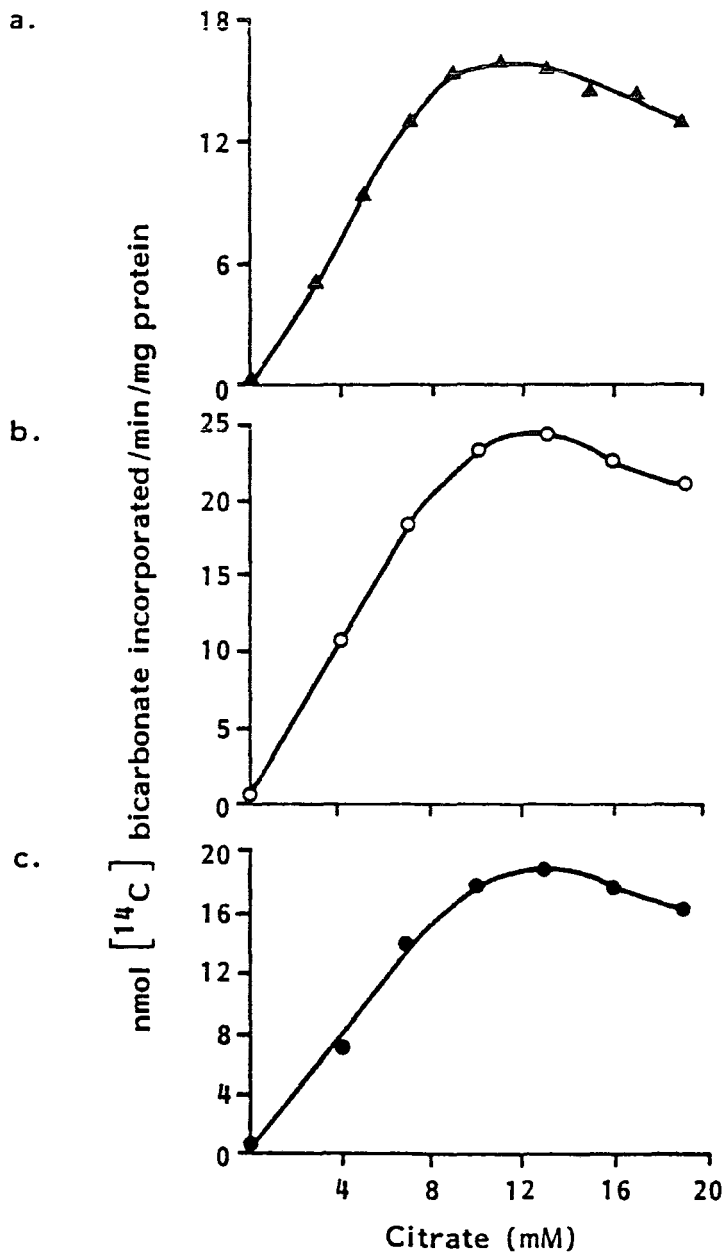 a.
18
12
6
0
b.
25
20
15
10
5
0
c.
20
16
12
8
4
0
nmol [¹⁴C] bicarbonate incorporated/min/mg protein
4 8 12 16 20
Citrate (mM)